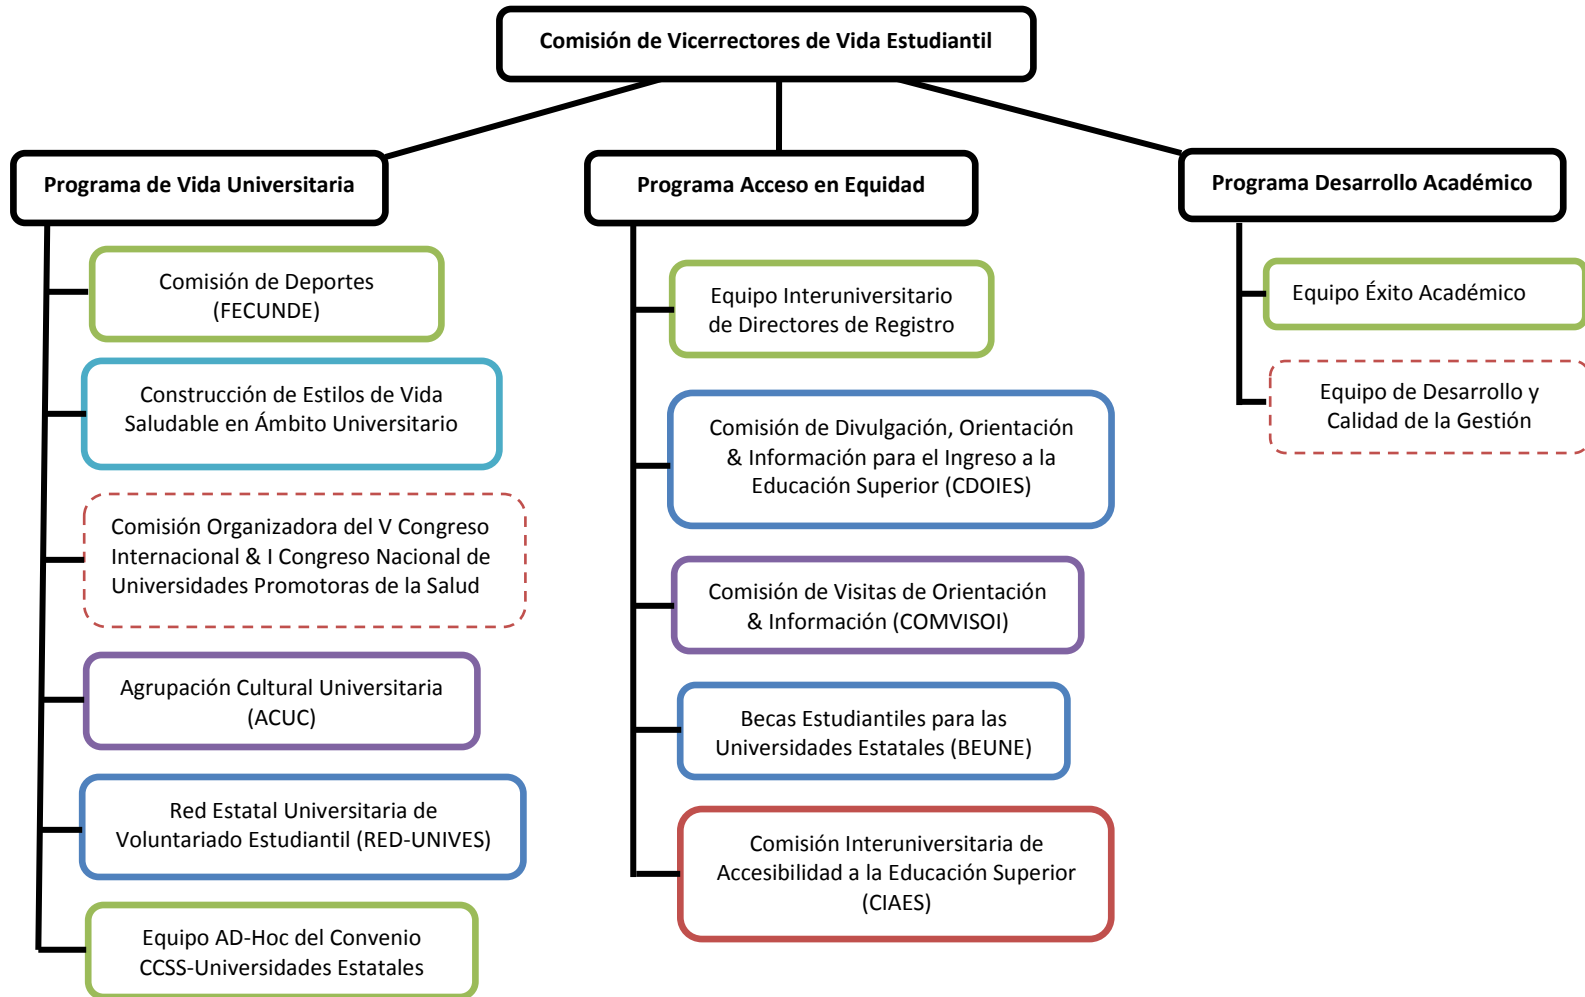 Comisión de Vicerrectores de Vida Estudiantil
Programa de Vida Universitaria
Comisión de Deportes
(FECUNDE)
Construcción de Estilos de Vida
Saludable en Ámbito Universitario
Comisión Organizadora del V Congreso
Internacional & I Congreso Nacional de
Universidades Promotoras de la Salud
Agrupación Cultural Universitaria
(ACUC)
Red Estatal Universitaria de
Voluntariado Estudiantil (RED-UNIVES)
Equipo AD-Hoc del Convenio
CCSS-Universidades Estatales
Programa Acceso en Equidad
Equipo Interuniversitario
de Directores de Registro
Comisión de Divulgación, Orientación
& Información para el Ingreso a la
Educación Superior (CDOIES)
Comisión de Visitas de Orientación
& Información (COMVISOI)
Becas Estudiantiles para las
Universidades Estatales (BEUNE)
Comisión Interuniversitaria de
Accesibilidad a la Educación Superior
(CIAES)
Programa Desarrollo Académico
Equipo Éxito Académico
Equipo de Desarrollo y
Calidad de la Gestión